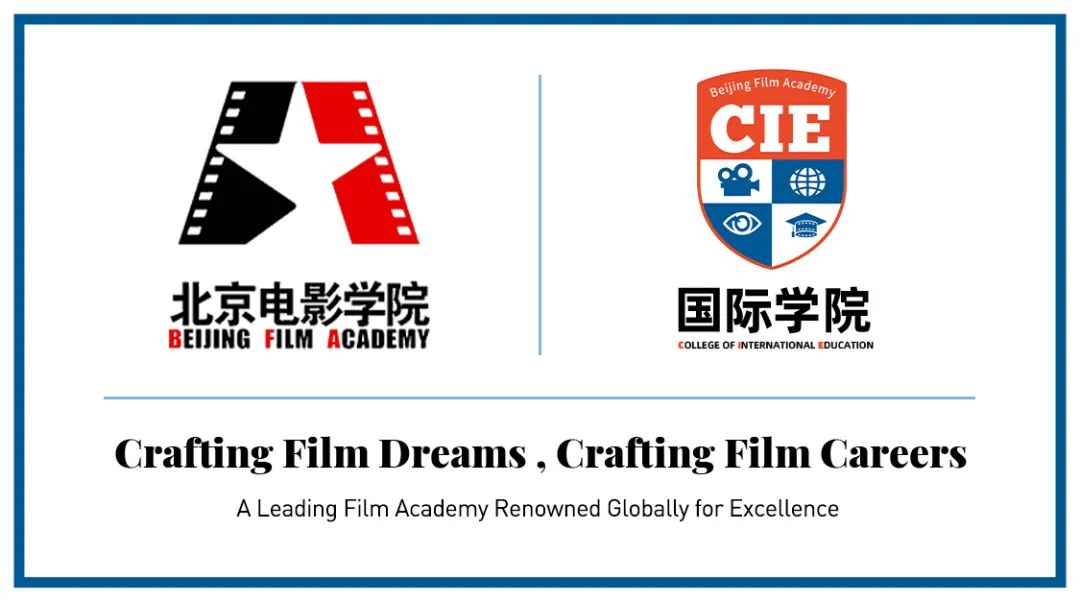 北京电影学院
BEIJING FILM ACADEMY
Beijing Film Academy
CIE
国际学院
COLLEGE OF INTERNATIONAL EDUCATION
Crafting Film Dreams , Crafting Film Careers
A Leading Film Academy Renowned Globally for Excellence